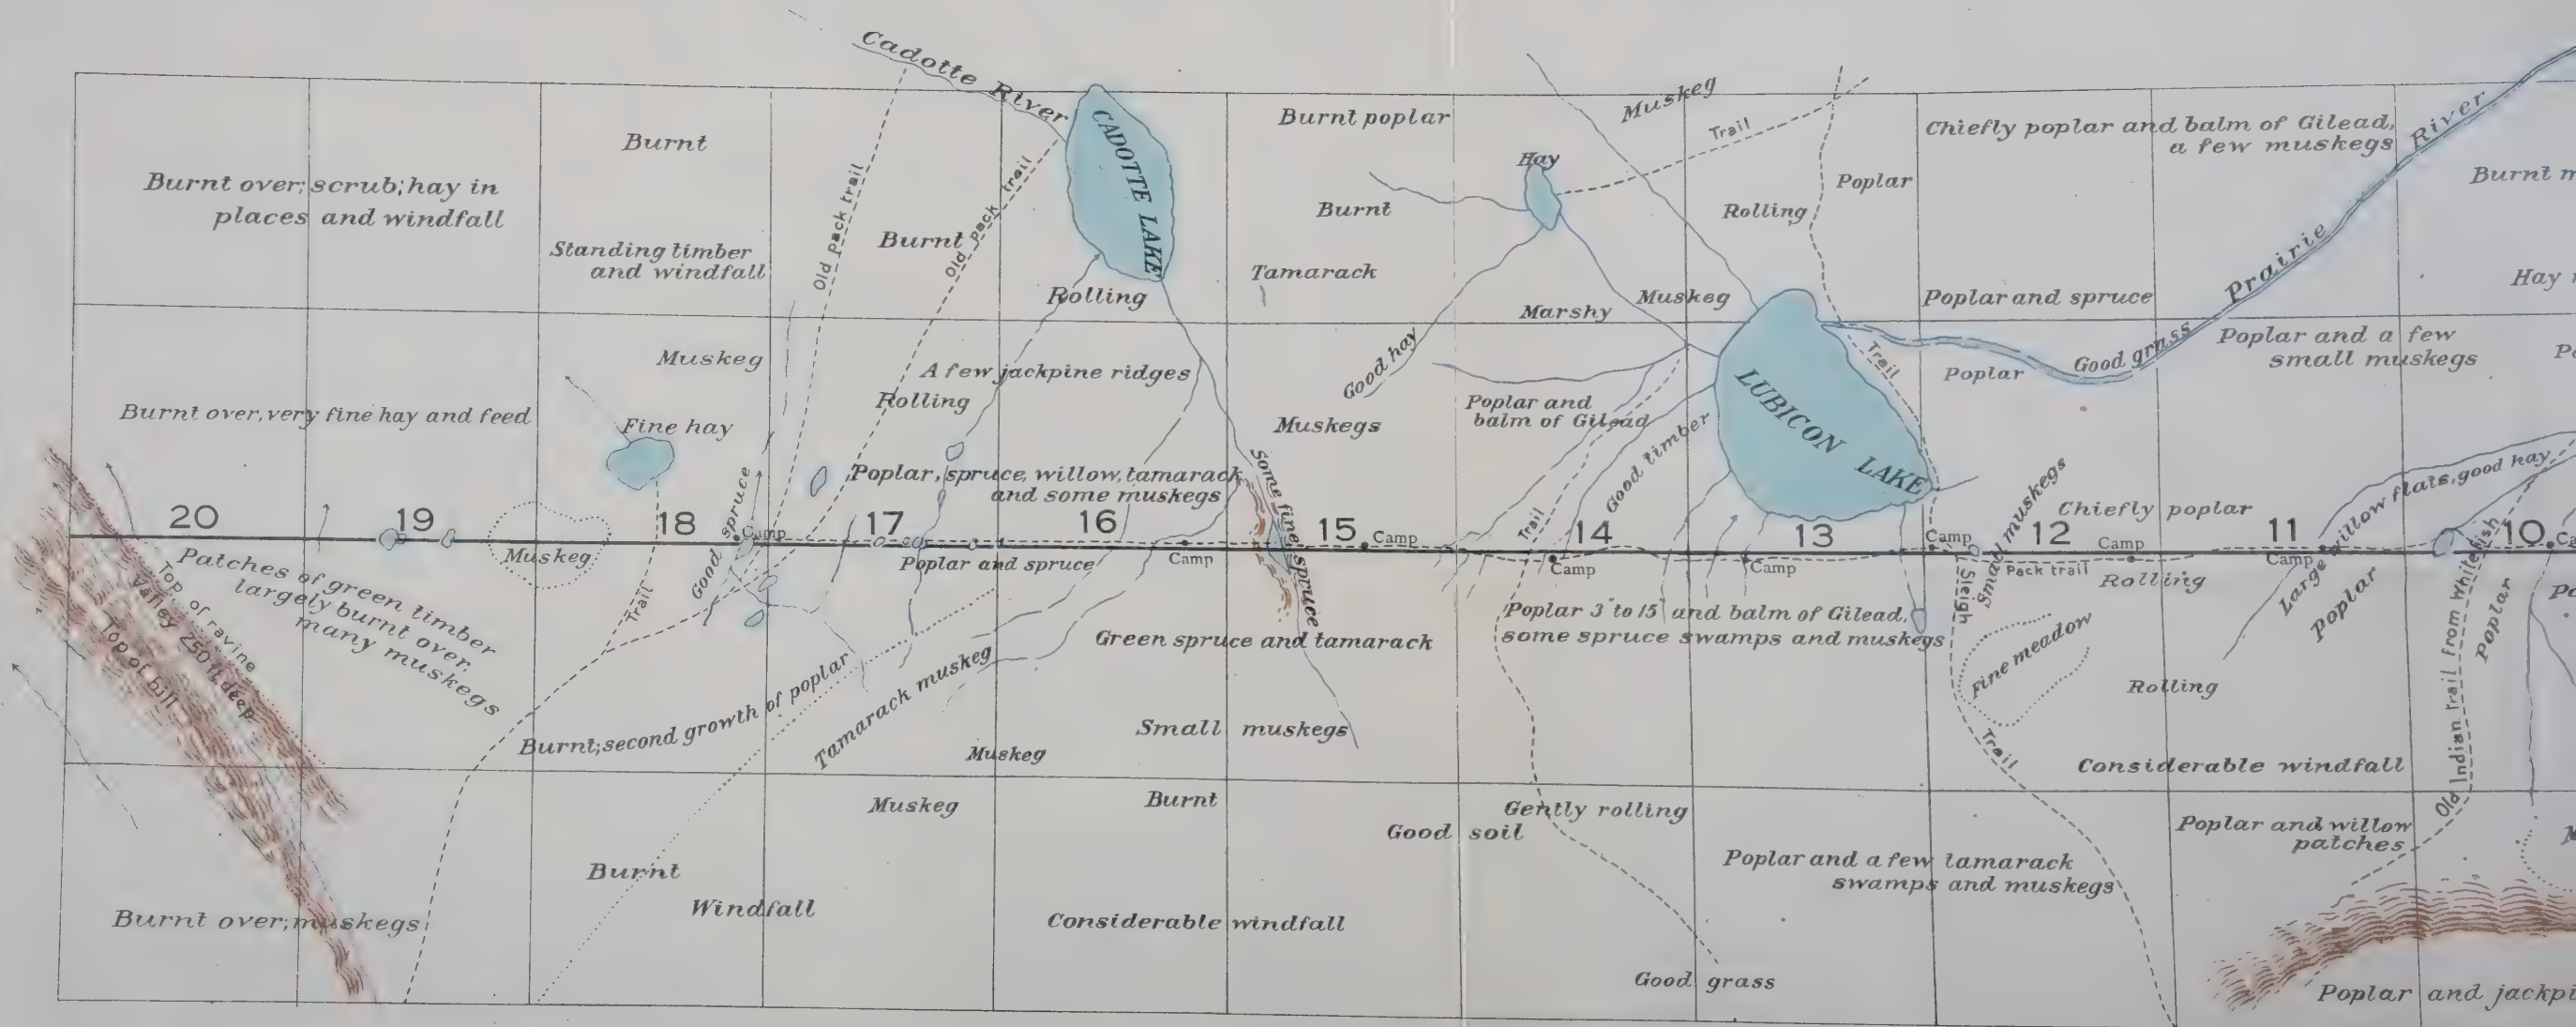 Cadotte River
CADOTTE LAKE
Burnt
Burnt over; scrub; hay in
places and windfall
Standing timber
and windfall
Old pack trail
Burnt
Old pack trail
Rolling
Burnt poplar
Burnt
Tamarack
Hay
Muskeg
Trail
Rolling
Poplar
Marshy
Muskeg
Chiefly poplar and balm of Gilead,
a few muskegs
Poplar and spruce
Prairie River
Burnt
Hay
Muskeg
Burnt over, very fine hay and feed
Fine hay
A few jackpine ridges
Rolling
Poplar, spruce, willow, tamarack
and some muskegs
Good spruce
Some fine spruce
Muskegs
Good hay
Poplar and
balm of Gilead
Good timber
Trail
LUBICON LAKE
Trail
Poplar
Good grass
Poplar and a few
small muskegs
Small muskegs
Chiefly poplar
Large willow flats, good hay
20
19
18
Camp
17
16
Camp
15
Camp
14
Camp
13
Camp
Camp
12
Camp
11
Camp
10
Muskeg
Poplar and spruce
Pack trail
Rolling
Top of ravine
Valley 250 ft deep
Top of hill
Patches of green timber
largely burnt over,
many muskegs
Trail
Burnt; second growth of poplar
Tamarack muskeg
Muskeg
Green spruce and tamarack
Small muskegs
Poplar 3" to 15" and balm of Gilead,
some spruce swamps and muskegs
Sleigh
Trail
Fine meadow
Rolling
Poplar
Considerable windfall
Old Indian trail from Whitefish
Poplar
Burnt over; muskegs
Burnt
Windfall
Muskeg
Burnt
Considerable windfall
Good soil
Gently rolling
Good grass
Poplar and a few tamarack
swamps and muskegs
Poplar and willow
patches
Poplar and